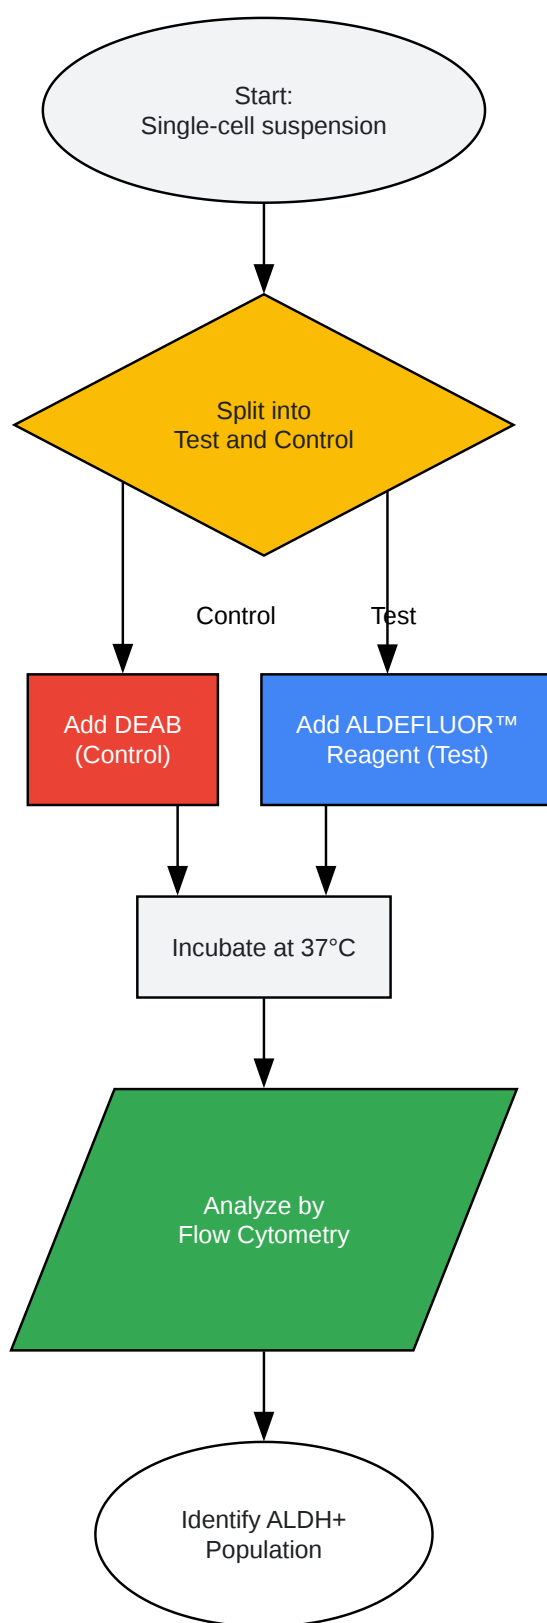 Start:
Single-cell suspension
Split into
Test and Control
Control
Test
Add DEAB
(Control)
Add ALDEFLUOR™
Reagent (Test)
Incubate at 37°C
Analyze by
Flow Cytometry
Identify ALDH+
Population